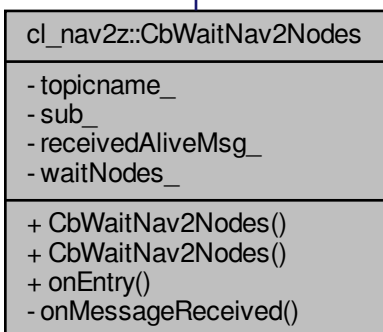 cl_nav2z::CbWaitNav2Nodes
- topicname_
- sub_
- receivedAliveMsg_
- waitNodes_
+ CbWaitNav2Nodes()
+ CbWaitNav2Nodes()
+ onEntry()
- onMessageReceived()